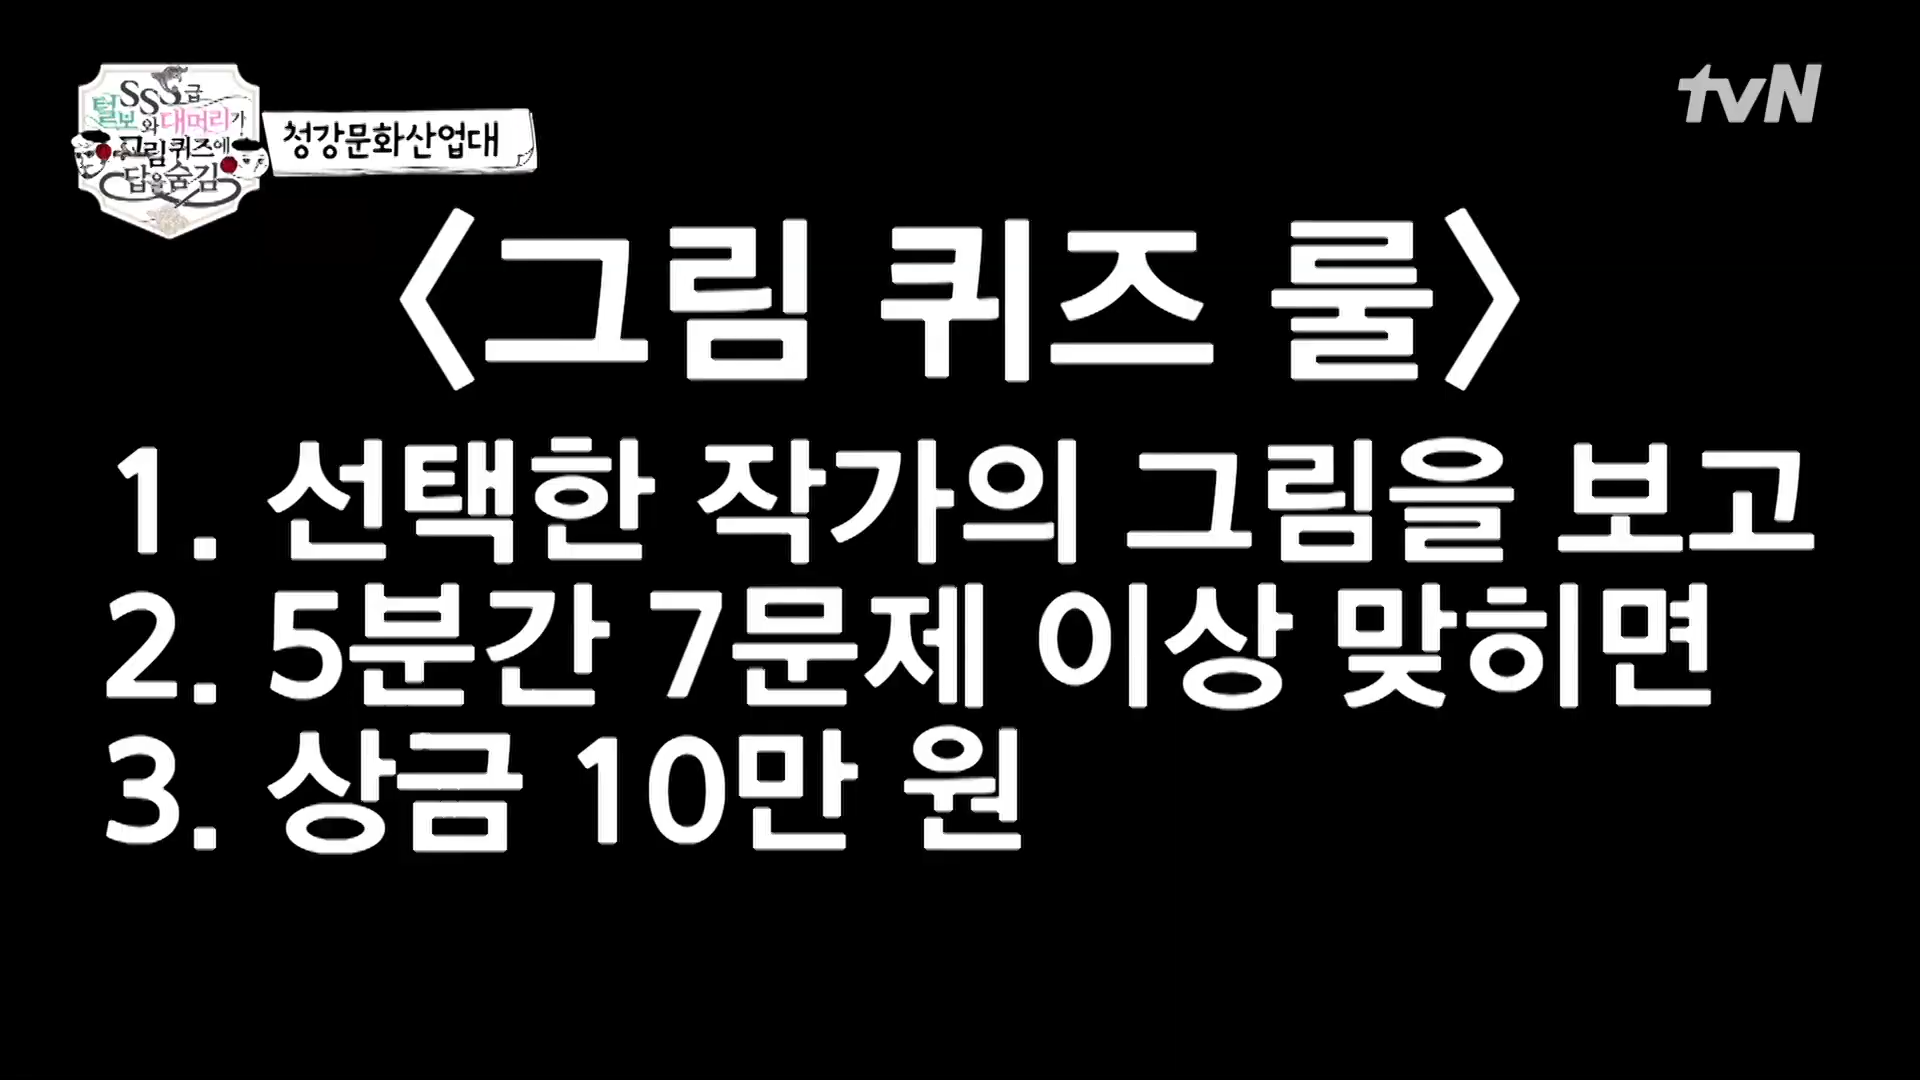 SSS급
털보와 대머리가
그림 퀴즈에
답을 숨김
청강문화산업대
tvN
<그림 퀴즈 룰>
1. 선택한 작가의 그림을 보고
2. 5분간 7문제 이상 맞히면
3. 상금 10만 원